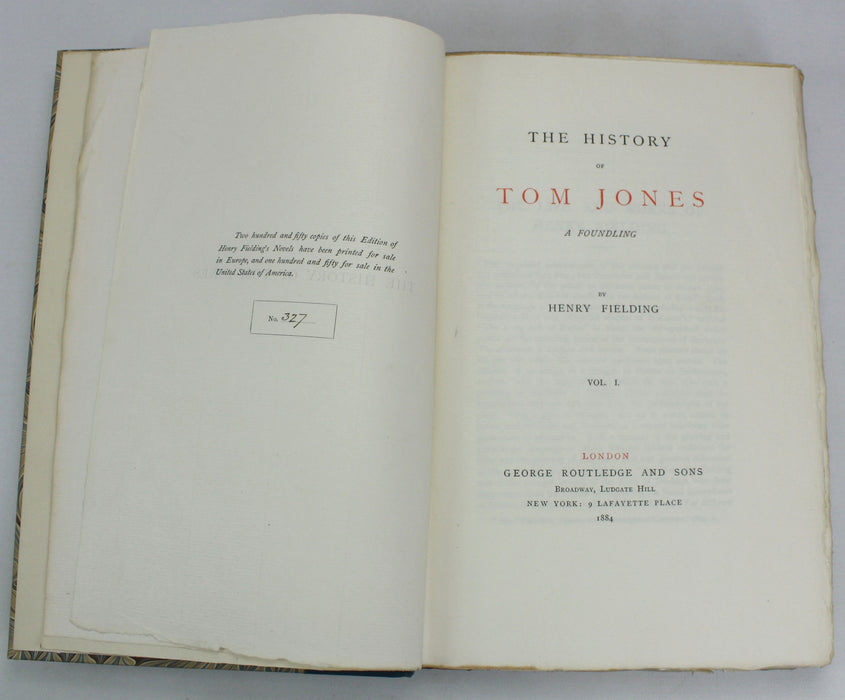 Two hundred and fifty copies of this Edition of
Henry Fielding's Novels have been printed for sale
in Europe, and one hundred and fifty for sale in the
United States of America.
No. 327
THE HISTORY
OF
TOM JONES
A FOUNDLING
BY
HENRY FIELDING
VOL. I.
LONDON
GEORGE ROUTLEDGE AND SONS
BROADWAY, LUDGATE HILL
NEW YORK: 9 LAFAYETTE PLACE
1884